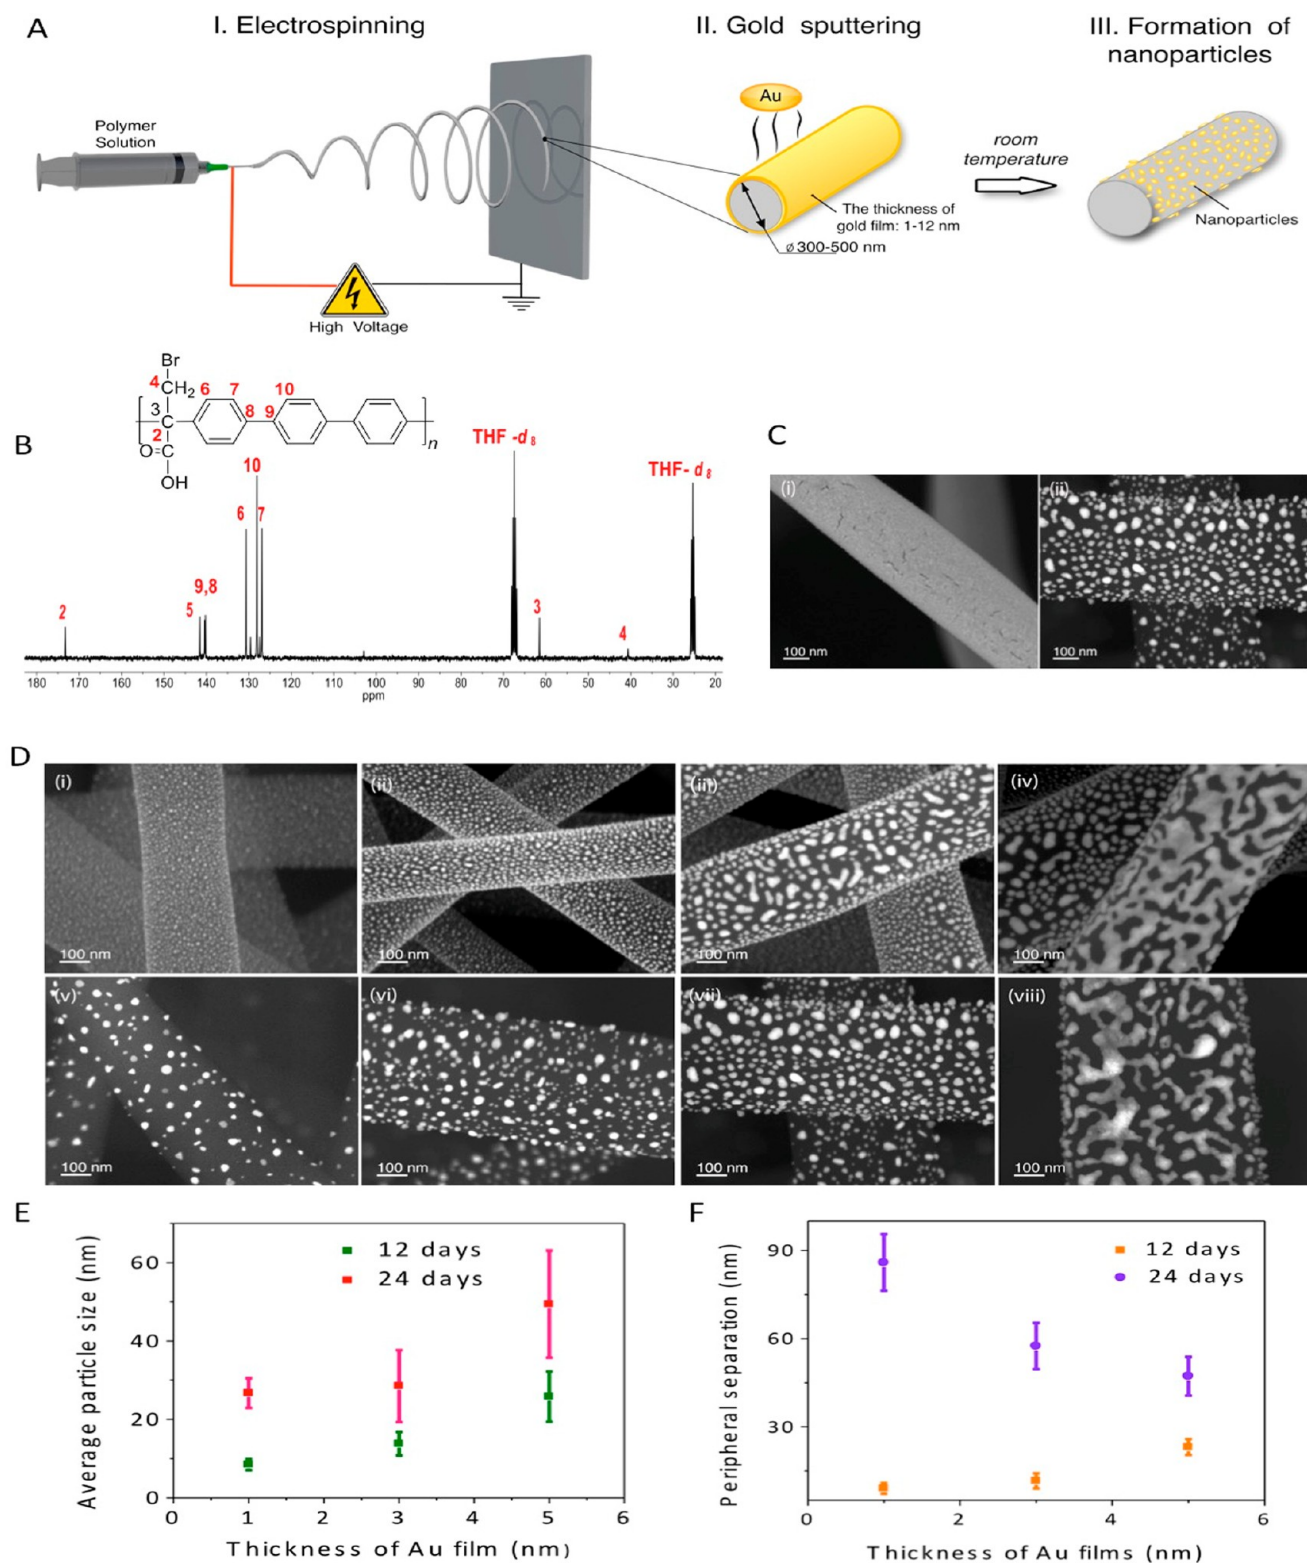 A
I. Electrospinning
II. Gold sputtering
III. Formation of
nanoparticles
Polymer
Solution
Au
room
temperature
The thickness of
gold film: 1-12 nm
ø 300-500 nm
Nanoparticles
High Voltage
B
Br
4
CH2
6
7
10
3
C
8
9
2
O=C
OH
n
THF -d8
THF- d8
10
6
7
9,8
5
2
3
4
180
170
160
150
140
130
120
110
100
90
80
70
60
50
40
30
20
ppm
C
(i)
(ii)
100 nm
100 nm
D
(i)
(ii)
(iii)
(iv)
100 nm
100 nm
100 nm
100 nm
(v)
(vi)
(vii)
(viii)
100 nm
100 nm
100 nm
100 nm
E
Average particle size (nm)
60
40
20
0
12 days
24 days
0
1
2
3
4
5
6
Thickness of Au film (nm)
F
Peripheral separation (nm)
90
60
30
12 days
24 days
0
2
4
6
Thickness of Au films (nm)